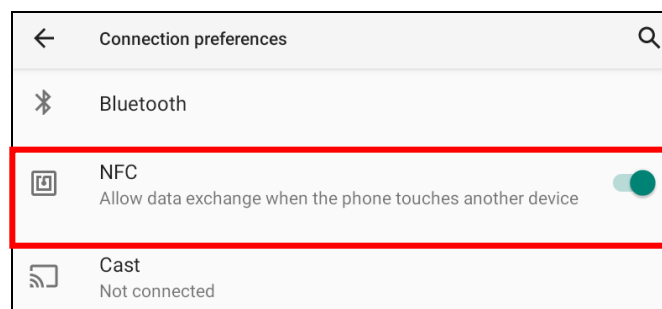 Connection preferences
Bluetooth
NFC
Allow data exchange when the phone touches another device
Cast
Not connected